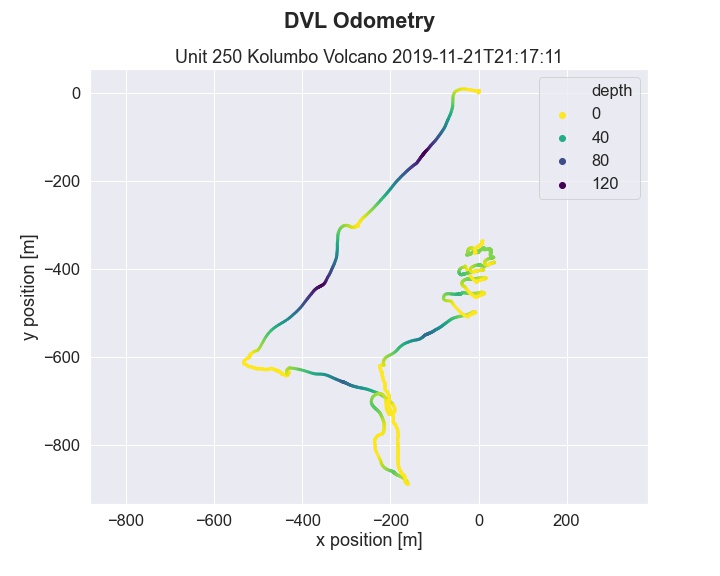 DVL Odometry
Unit 250 Kolumbo Volcano 2019-11-21T21:17:11
depth
0
40
80
120
0
−200
−400
−600
−800
y position [m]
−800 −600 −400 −200 0 200
x position [m]